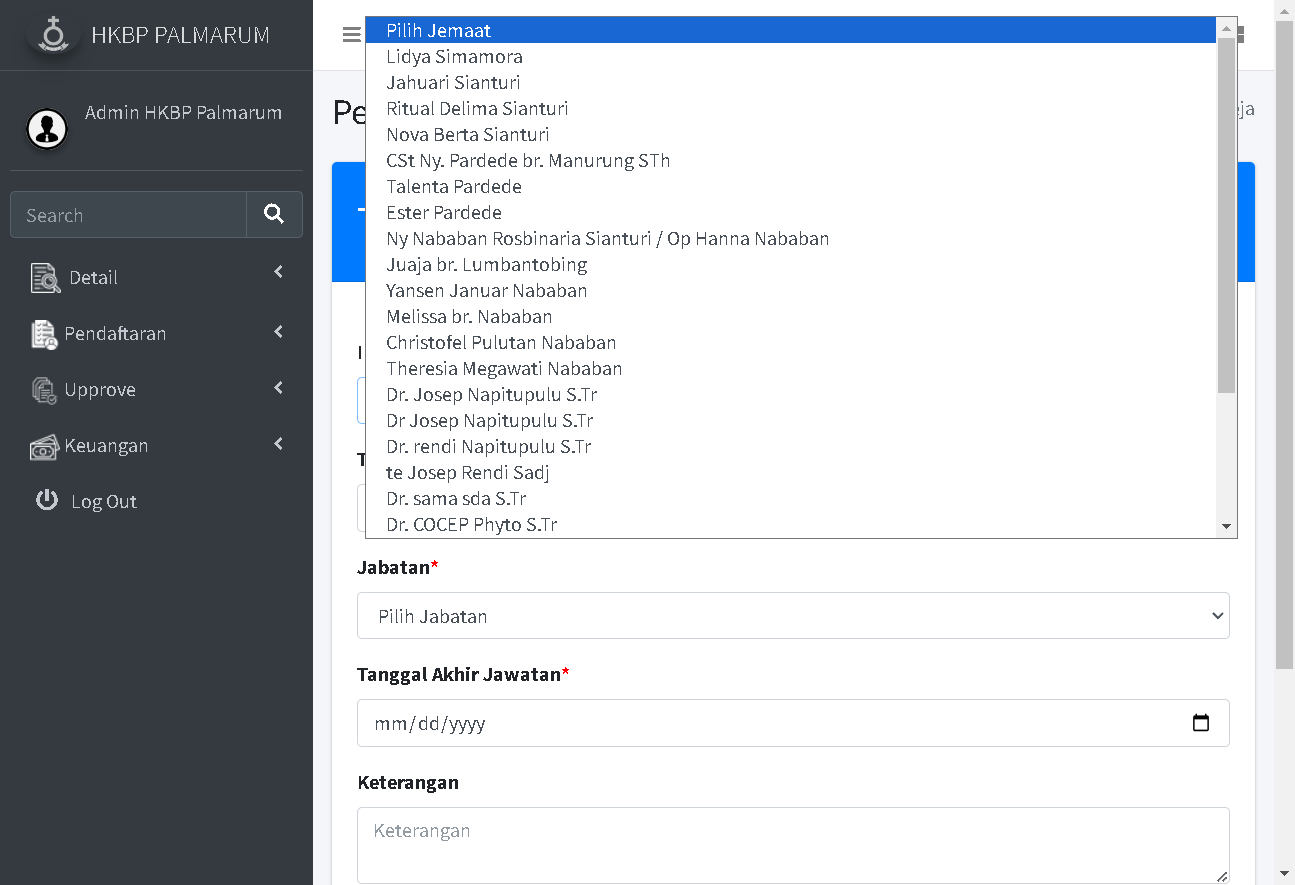 HKBP PALMARUM
Admin HKBP Palmarum
Search
Detail
Pendaftaran
Upprove
Keuangan
Log Out
Pe
eja
Pilih Jemaat
Lidya Simamora
Jahuari Sianturi
Ritual Delima Sianturi
Nova Berta Sianturi
CSt Ny. Pardede br. Manurung STh
Talenta Pardede
Ester Pardede
Ny Nababan Rosbinaria Sianturi / Op Hanna Nababan
Juaja br. Lumbantobing
Yansen Januar Nababan
Melissa br. Nababan
Christofel Pulutan Nababan
Theresia Megawati Nababan
Dr. Josep Napitupulu S.Tr
Dr Josep Napitupulu S.Tr
Dr. rendi Napitupulu S.Tr
te Josep Rendi Sadj
Dr. sama sda S.Tr
Dr. COCEP Phyto S.Tr
Jabatan*
Pilih Jabatan
Tanggal Akhir Jawatan*
mm/dd/yyyy
Keterangan
Keterangan